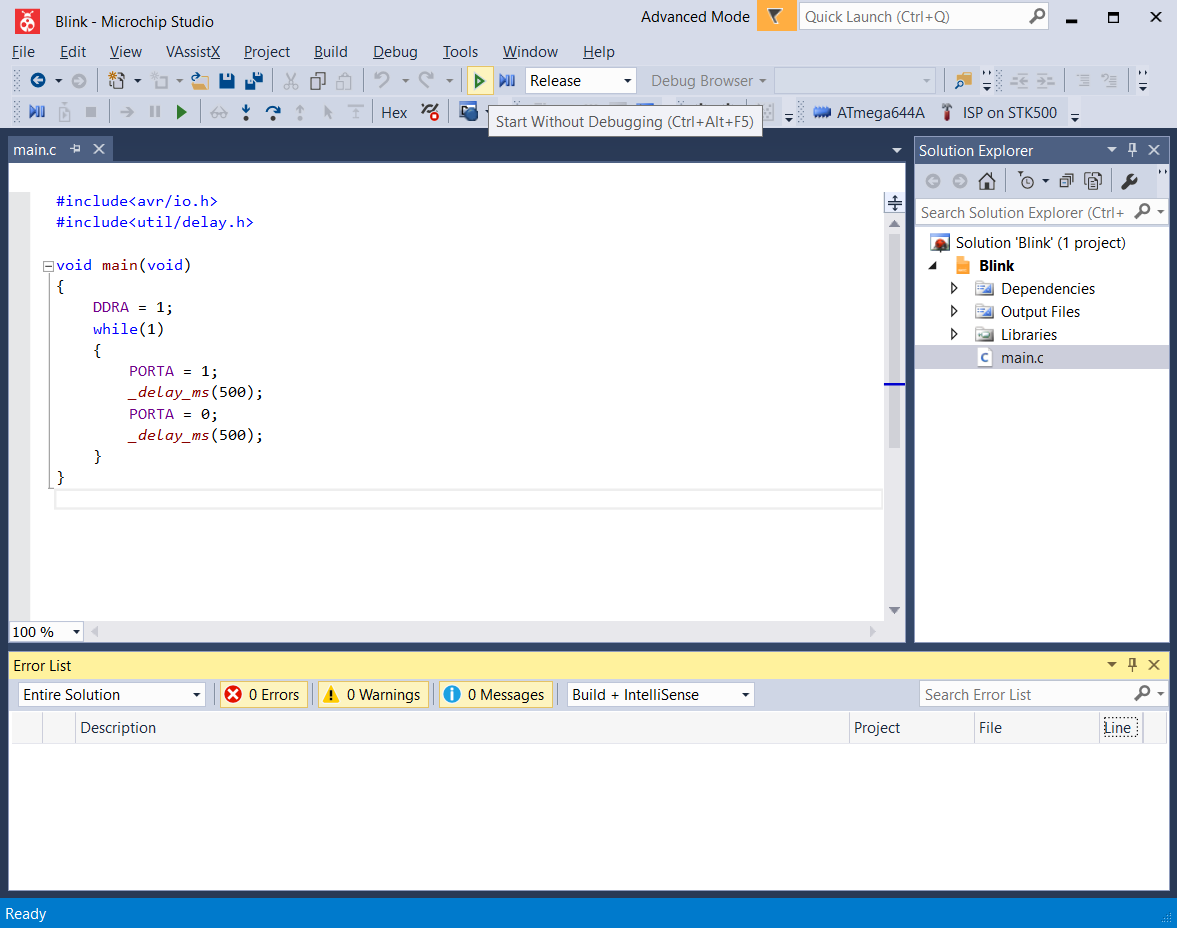 Blink - Microchip Studio
Advanced Mode
Quick Launch (Ctrl+Q)
File Edit View VAssistX Project Build Debug Tools Window Help
Release Debug Browser
Hex ATmega644A ISP on STK500
Start Without Debugging (Ctrl+Alt+F5)
main.c
#include<avr/io.h>
#include<util/delay.h>
void main(void)
{
DDRA = 1;
while(1)
{
PORTA = 1;
_delay_ms(500);
PORTA = 0;
_delay_ms(500);
}
}
100 %
Solution Explorer
Search Solution Explorer (Ctrl+
Solution 'Blink' (1 project)
Blink
Dependencies
Output Files
Libraries
C main.c
Error List
Entire Solution 0 Errors 0 Warnings 0 Messages Build + IntelliSense Search Error List
Description Project File Line
Ready